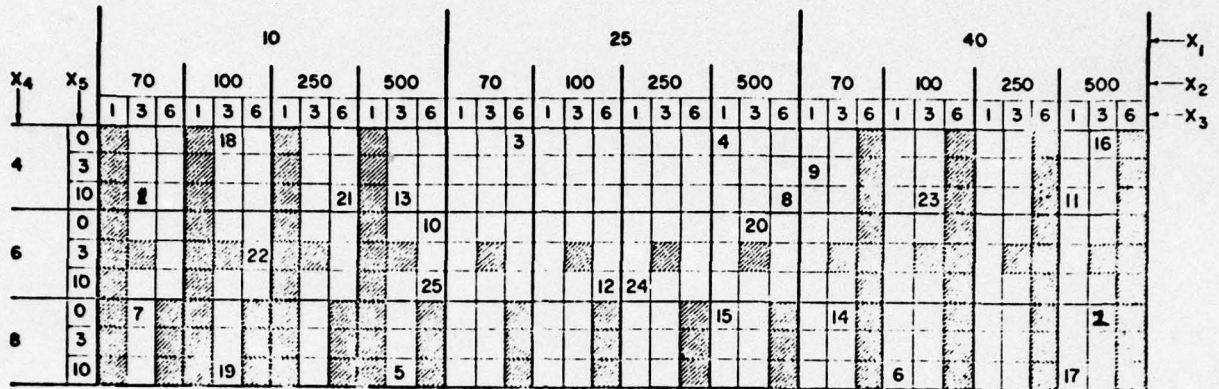 10 25 40 X₁
X₄ X₅ 70 100 250 500 70 100 250 500 70 100 250 500 X₂
1 3 6 1 3 6 1 3 6 1 3 6 1 3 6 1 3 6 1 3 6 1 3 6 1 3 6 1 3 6 1 3 6 1 3 6 X₃
0 18 3 4 16
4 3 9
10 21 13 8 23 11
0 10 20
6 3 22
10 25 12 24
0 7 15 14
8 3
10 19 5 6 17